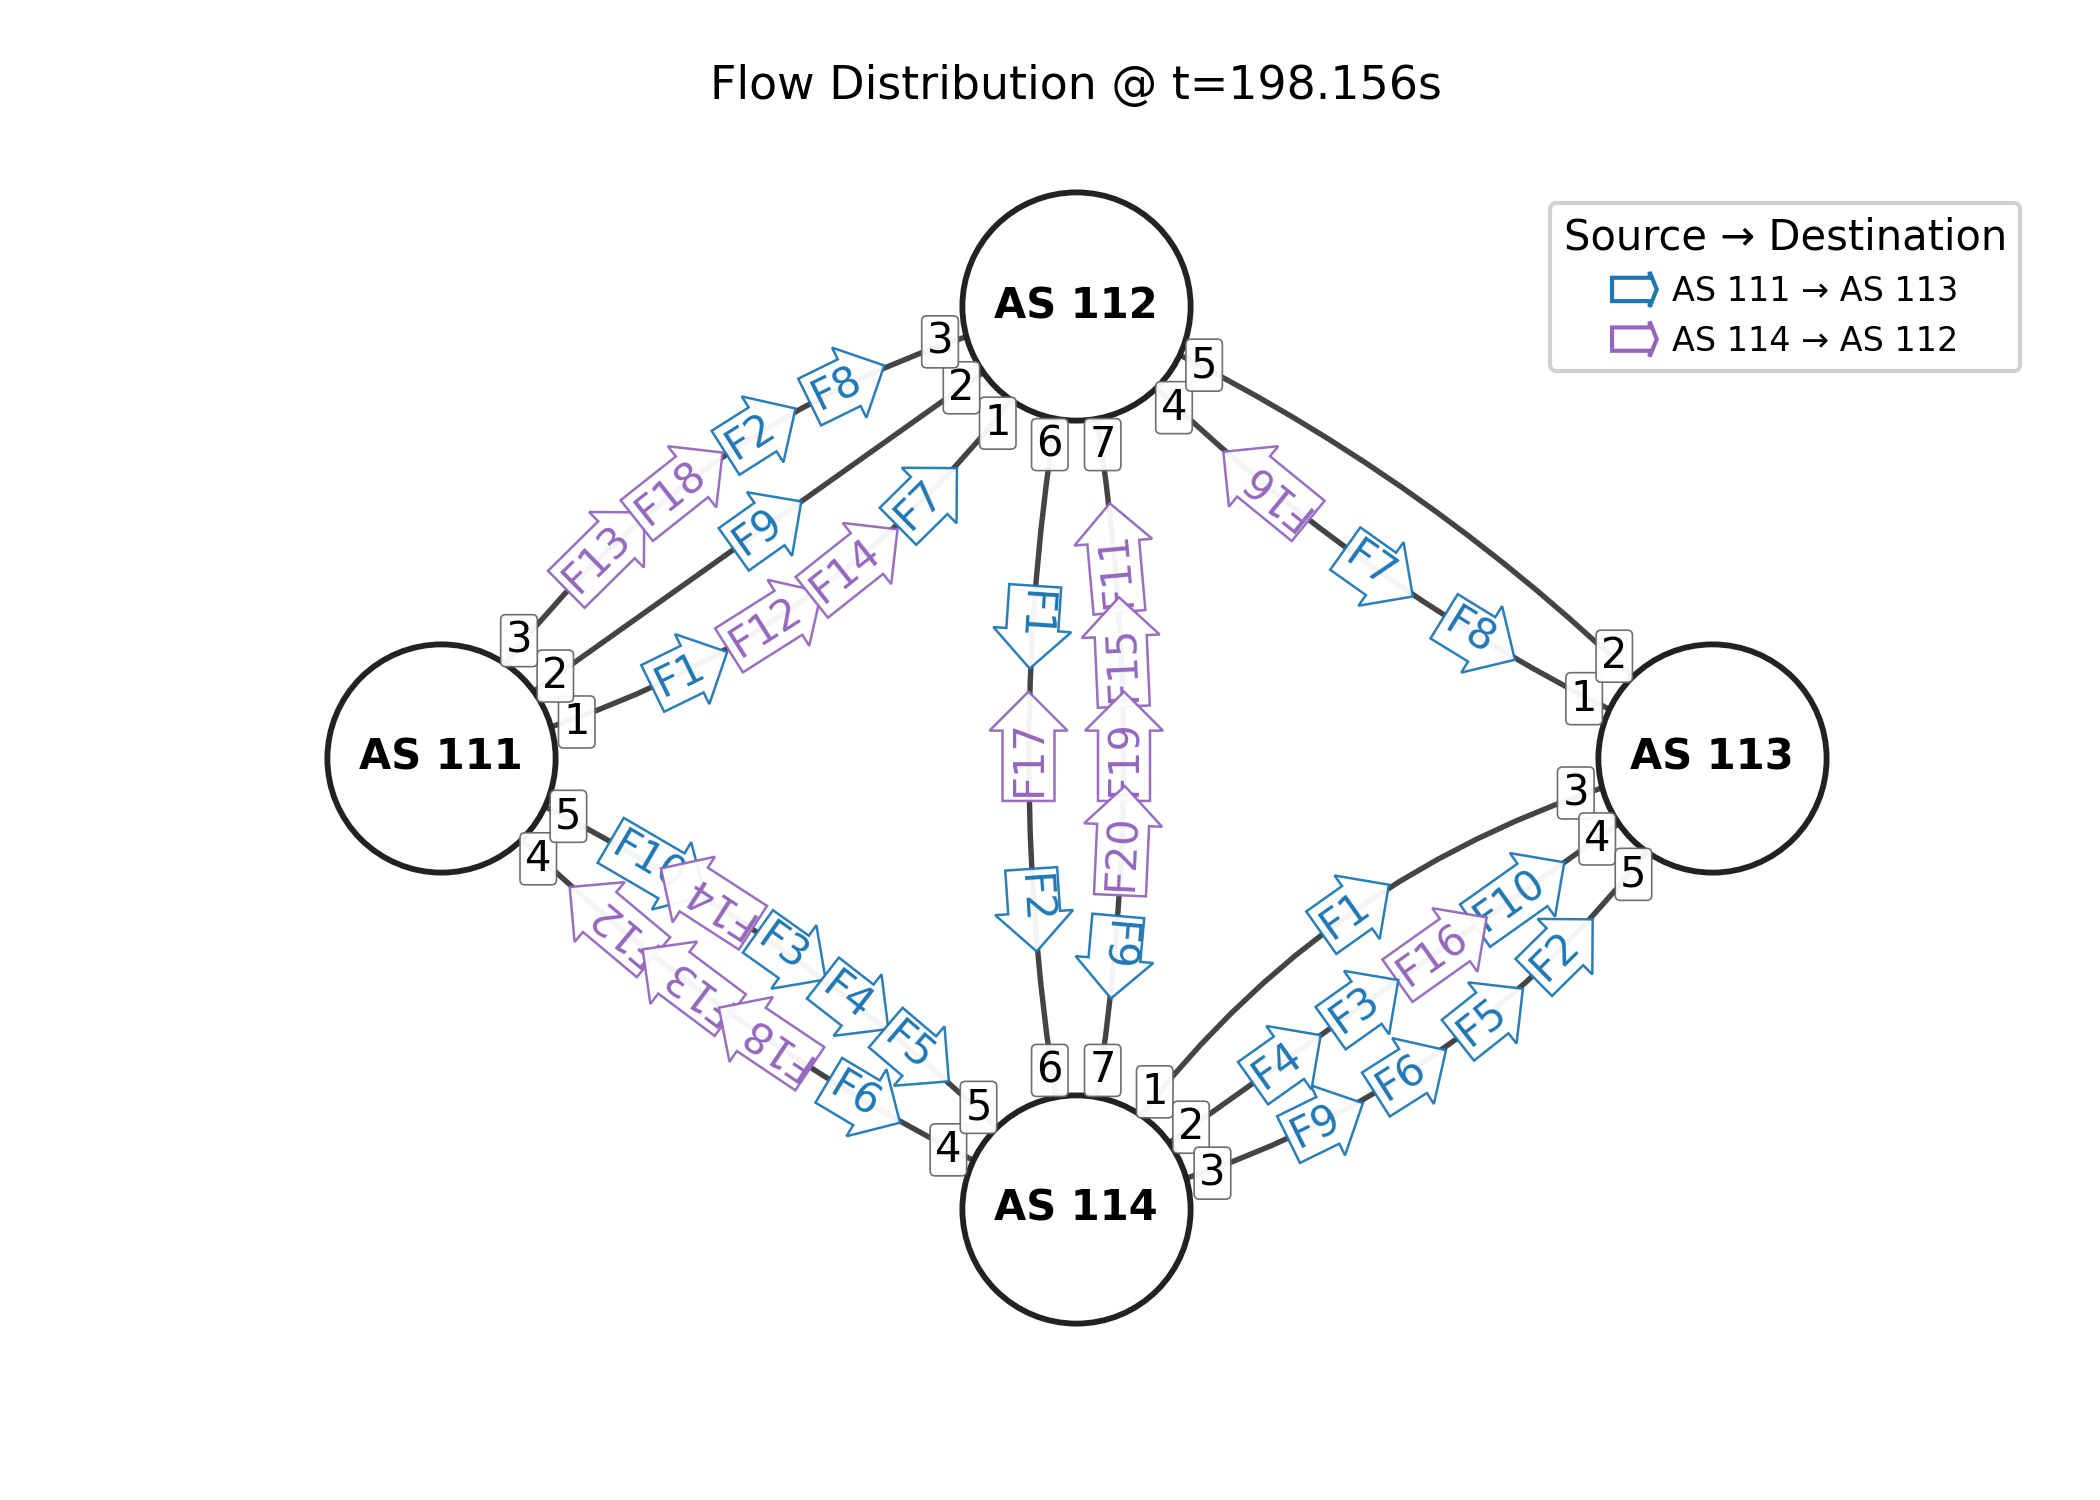 Flow Distribution @ t=198.156s
Source → Destination
AS 111 → AS 113
AS 114 → AS 112
AS 112
3
2
1
6
7
4
5
F8
F2
F18
F13
F9
F7
F14
F12
F1
F16
F7
F8
F1
F17
F2
F11
F15
F19
F20
F9
3
2
1
AS 111
5
4
2
1
AS 113
3
4
5
F10
F14
F3
F4
F5
F12
F13
F18
F6
F1
F10
F16
F3
F4
F2
F5
F6
F9
5
4
6
7
1
2
3
AS 114